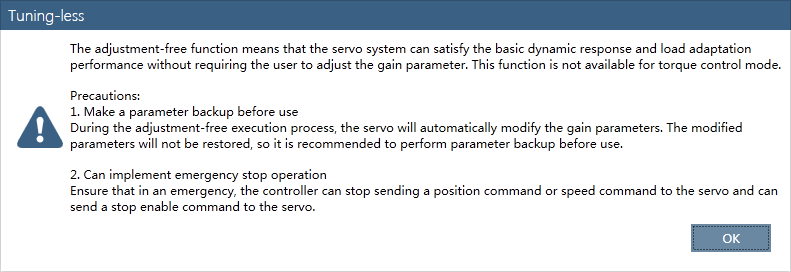 Tuning-less
The adjustment-free function means that the servo system can satisfy the basic dynamic response and load adaptation
performance without requiring the user to adjust the gain parameter. This function is not available for torque control mode.
Precautions:
1. Make a parameter backup before use
During the adjustment-free execution process, the servo will automatically modify the gain parameters. The modified
parameters will not be restored, so it is recommended to perform parameter backup before use.
2. Can implement emergency stop operation
Ensure that in an emergency, the controller can stop sending a position command or speed command to the servo and can
send a stop enable command to the servo.
OK